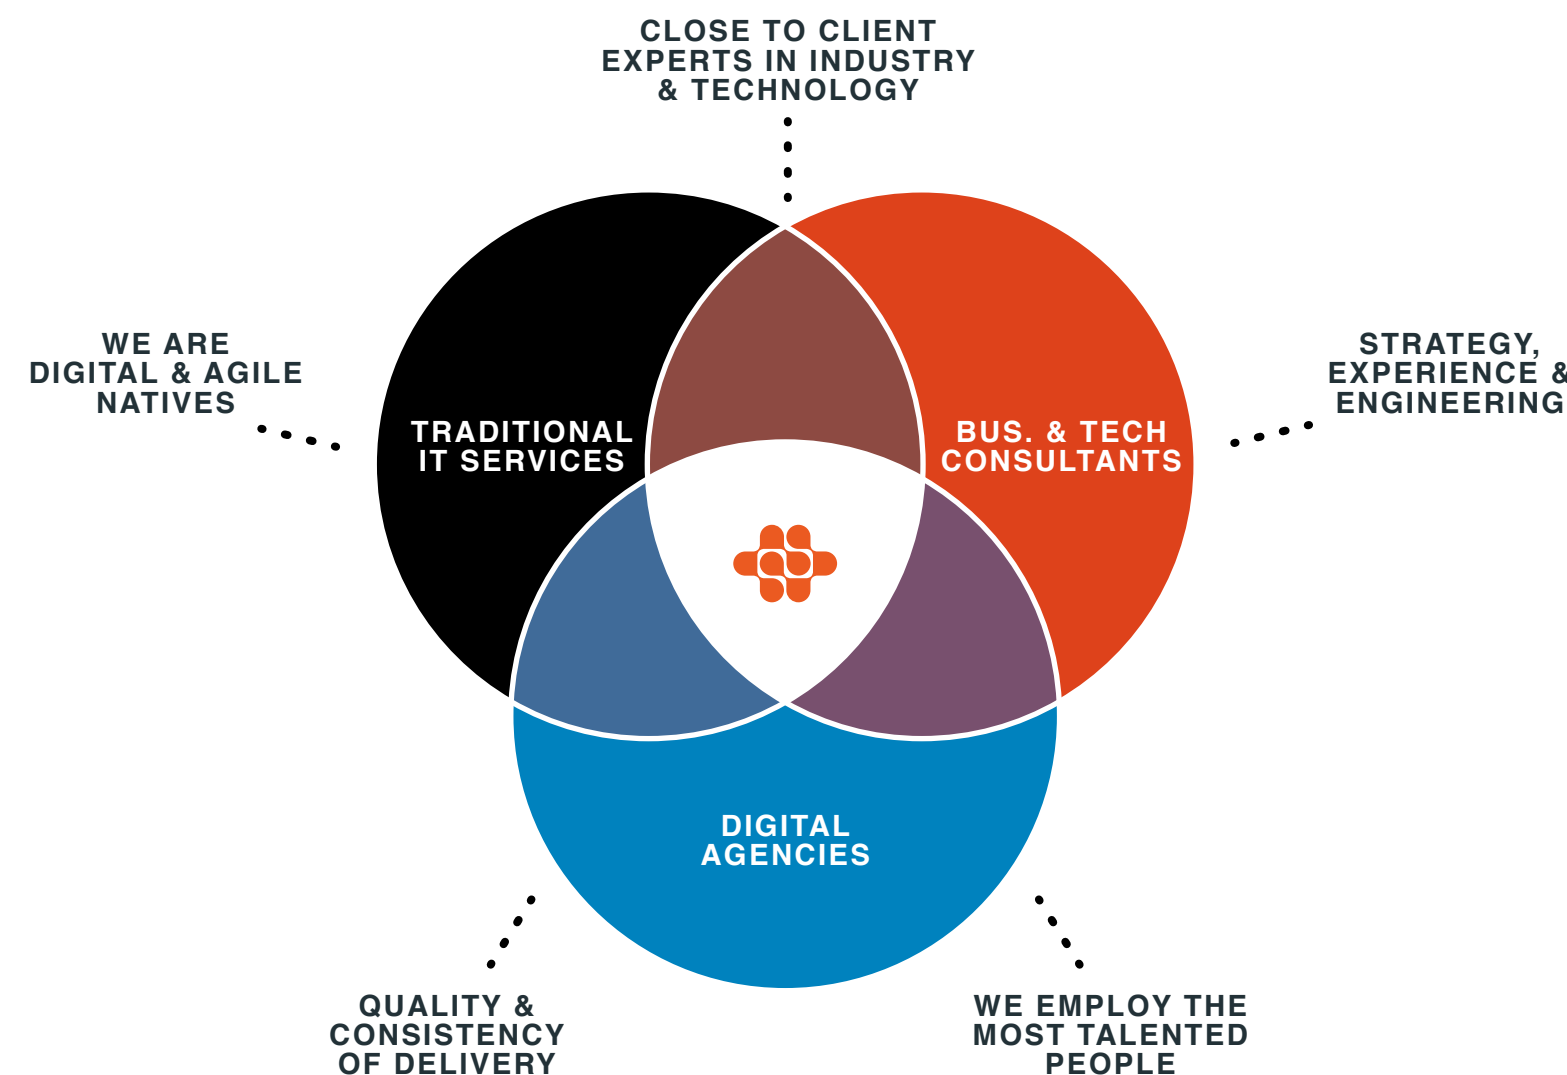 CLOSE TO CLIENT
EXPERTS IN INDUSTRY
& TECHNOLOGY
WE ARE
DIGITAL & AGILE
NATIVES
STRATEGY,
EXPERIENCE &
ENGINEERING
TRADITIONAL
IT SERVICES
BUS. & TECH
CONSULTANTS
DIGITAL
AGENCIES
QUALITY &
CONSISTENCY
OF DELIVERY
WE EMPLOY THE
MOST TALENTED
PEOPLE